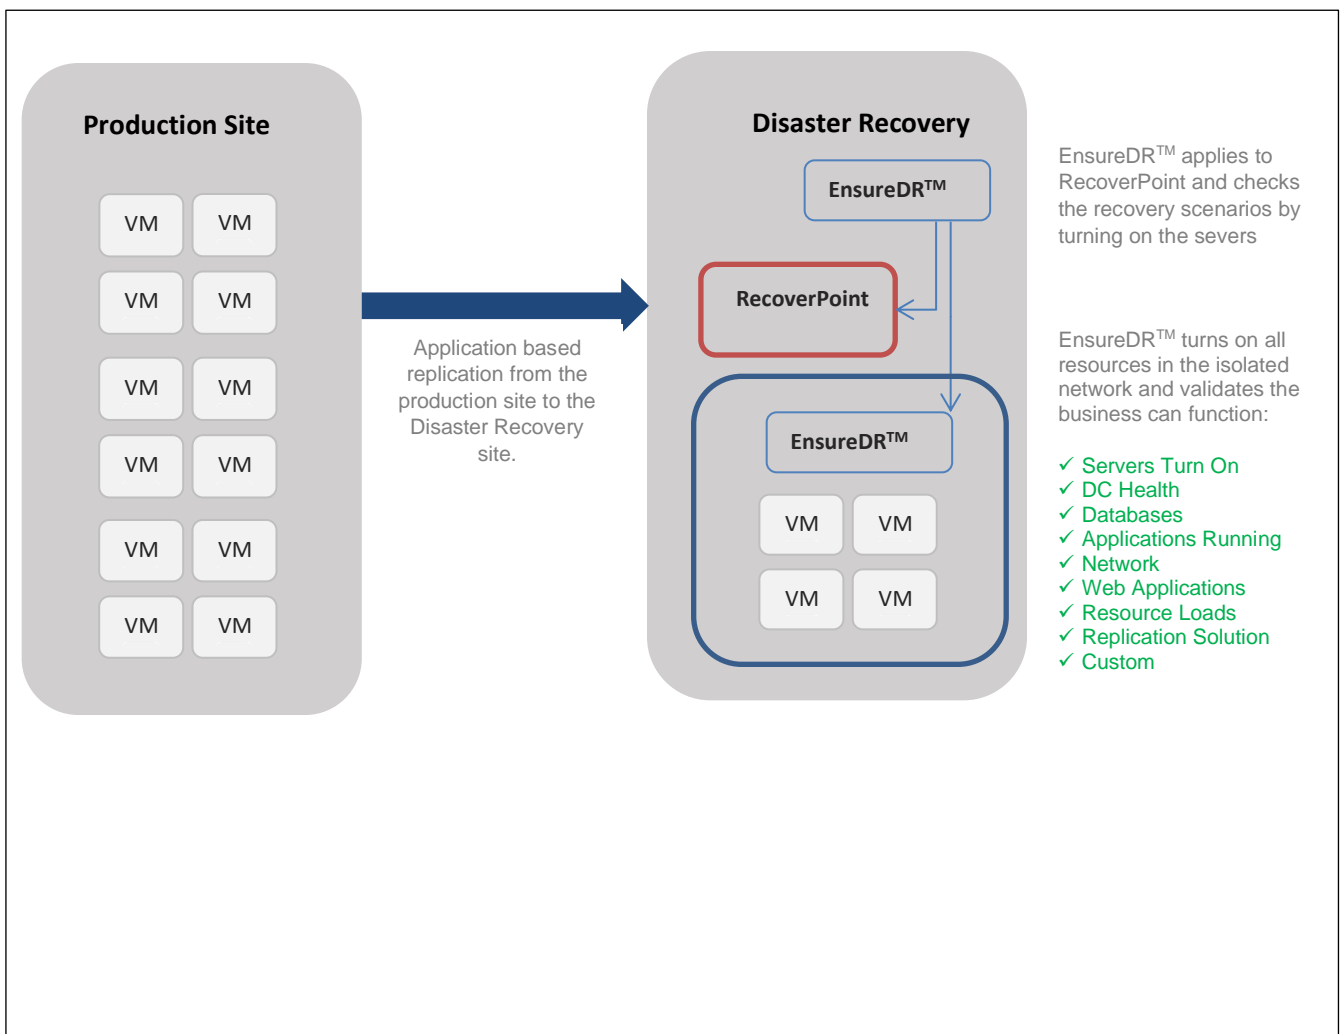 Production Site
VM VM
VM VM
VM VM
VM VM
VM VM
VM VM
Application based
replication from the
production site to the
Disaster Recovery
site.
Disaster Recovery
EnsureDR™
RecoverPoint
EnsureDR™
VM VM
VM VM
EnsureDR™ applies to
RecoverPoint and checks
the recovery scenarios by
turning on the severs
EnsureDR™ turns on all
resources in the isolated
network and validates the
business can function:
✓ Servers Turn On
✓ DC Health
✓ Databases
✓ Applications Running
✓ Network
✓ Web Applications
✓ Resource Loads
✓ Replication Solution
✓ Custom